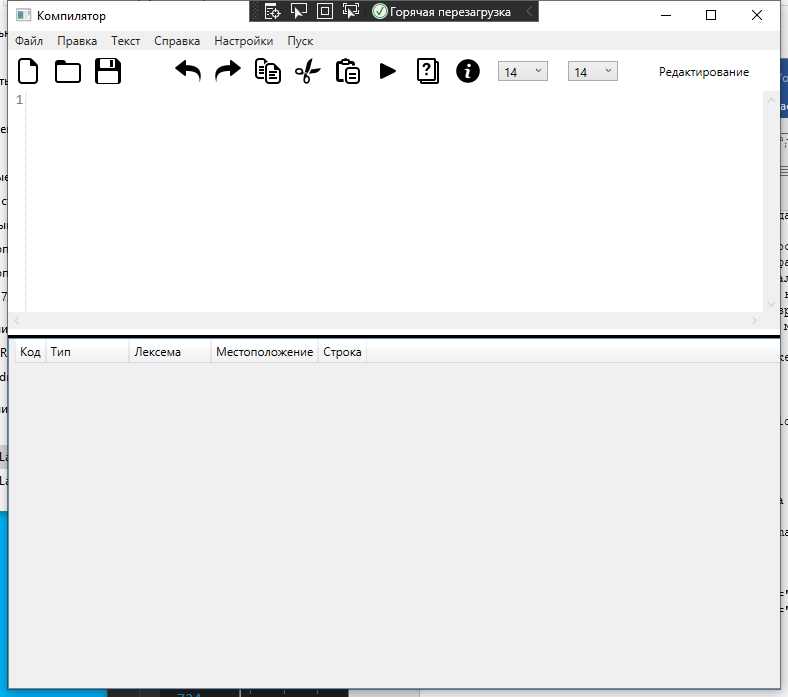 Компилятор
Горячая перезагрузка
Файл Правка Текст Справка Настройки Пуск
14 14 Редактирование
1
Код Тип Лексема Местоположение Строка